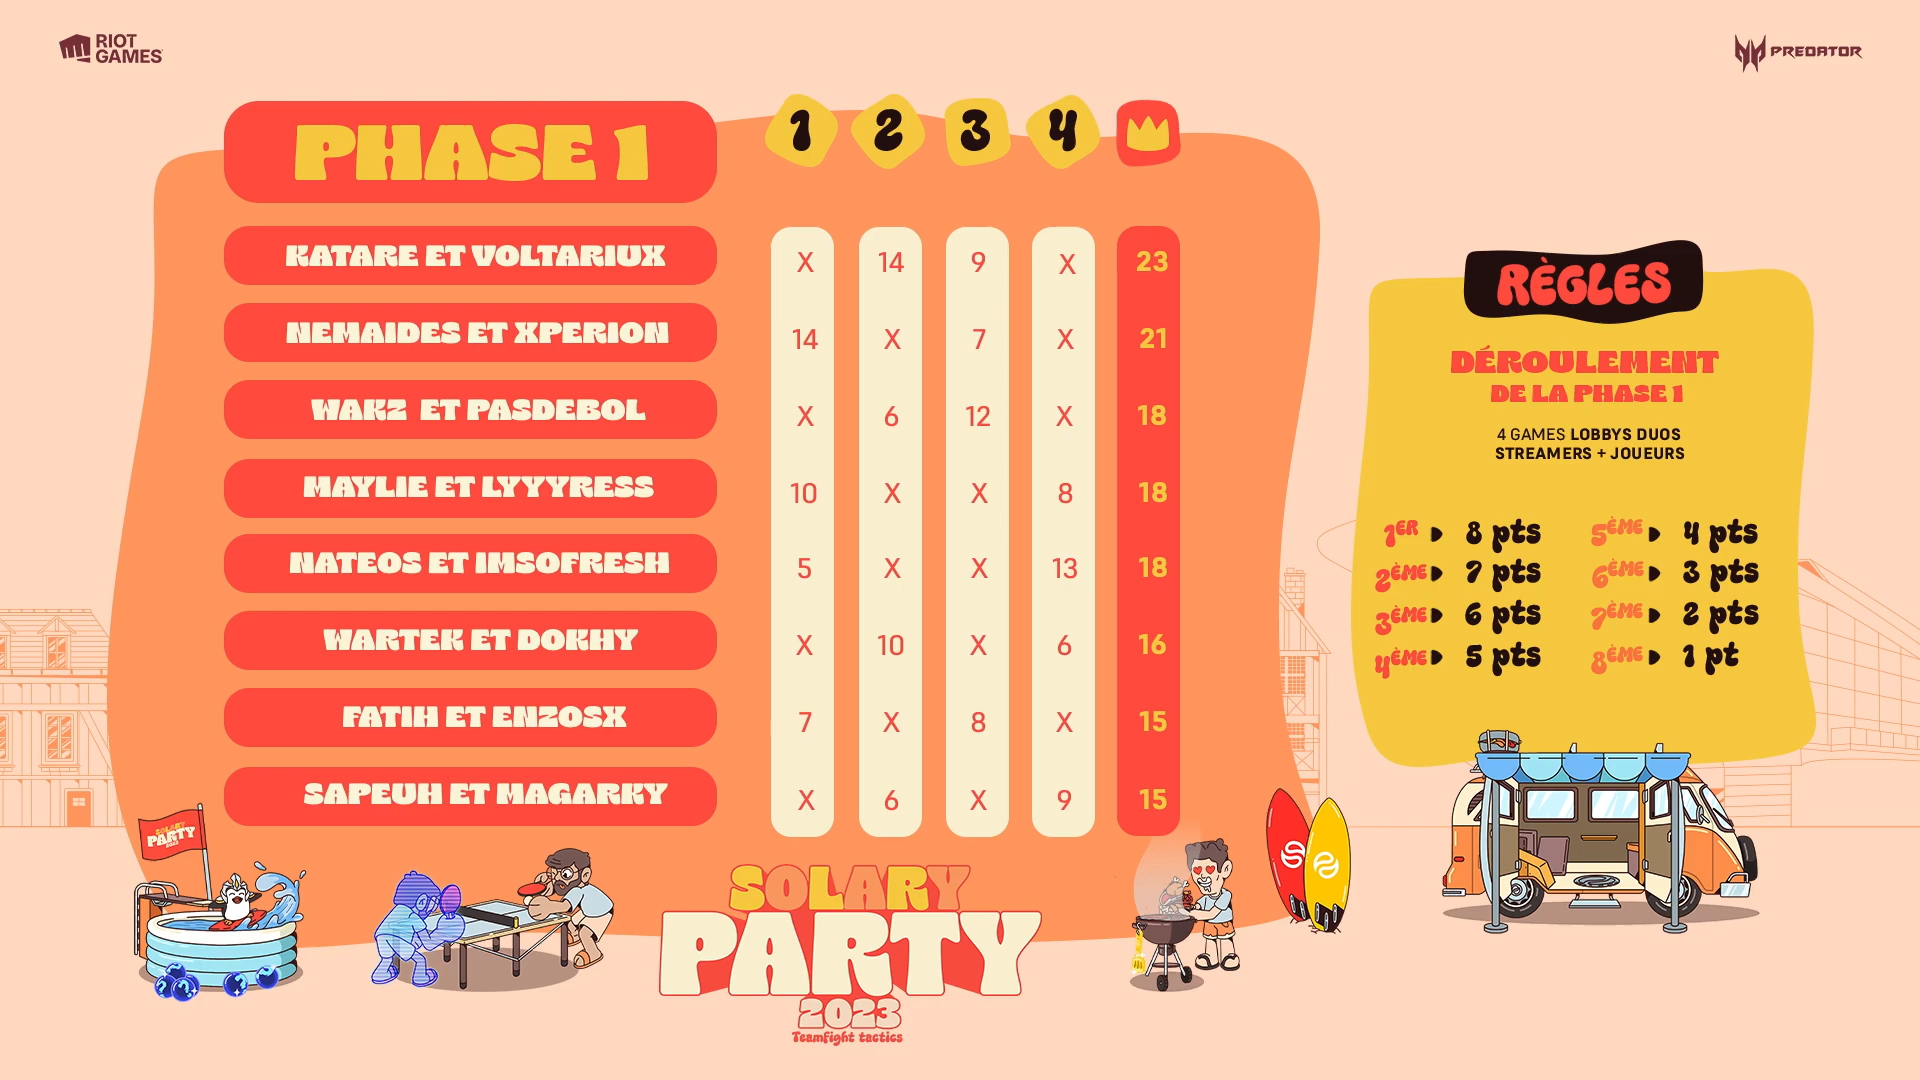 RIOT
GAMES
PREDATOR
PHASE 1
1 2 3 4
KATARE ET VOLTARIUX X 14 9 X 23
NEMAIDES ET XPERION 14 X 7 X 21
WAKZ ET PASDEBOL X 6 12 X 18
MAYLIE ET LYYYRESS 10 X X 8 18
NATEOS ET IMSOFRESH 5 X X 13 18
WARTEK ET DOKHY X 10 X 6 16
FATIH ET ENZOSX 7 X 8 X 15
SAPEUH ET MAGARKY X 6 X 9 15
RÈGLES
DÉROULEMENT
DE LA PHASE 1
4 GAMES LOBBYS DUOS
STREAMERS + JOUEURS
1ER 8 pts 5ÈME 4 pts
2ÈME 7 pts 6ÈME 3 pts
3ÈME 6 pts 7ÈME 2 pts
4ÈME 5 pts 8ÈME 1 pt
SOLARY
PARTY
2023
SOLARY
PARTY
2023
Teamfight tactics